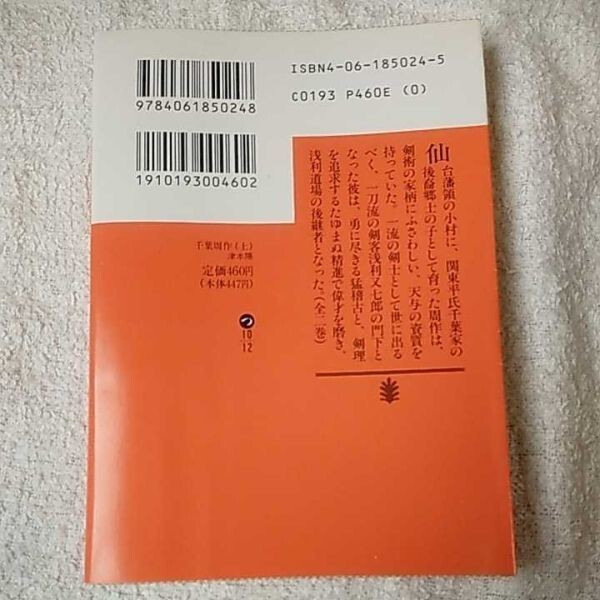 ISBN4-06-185024-5
C0193 P460E (0)
9784061850248
1910193004602
仙台藩領の小村に、関東平氏千葉家の
後裔郷士の子として育った周作は、
剣術の家柄にふさわしい、天与の資質を
持っていた。一流の剣士として世に出る
べく、一刀流の剣客浅利又七郎の門下と
なった彼は、勇に尽きる猛稽古と、剣理
を追求するたゆまぬ精進で偉才を磨き、
浅利道場の後継者となった。(全二巻)
千葉周作(上)
津本陽
定価460円
(本体447円)
つ
10
12